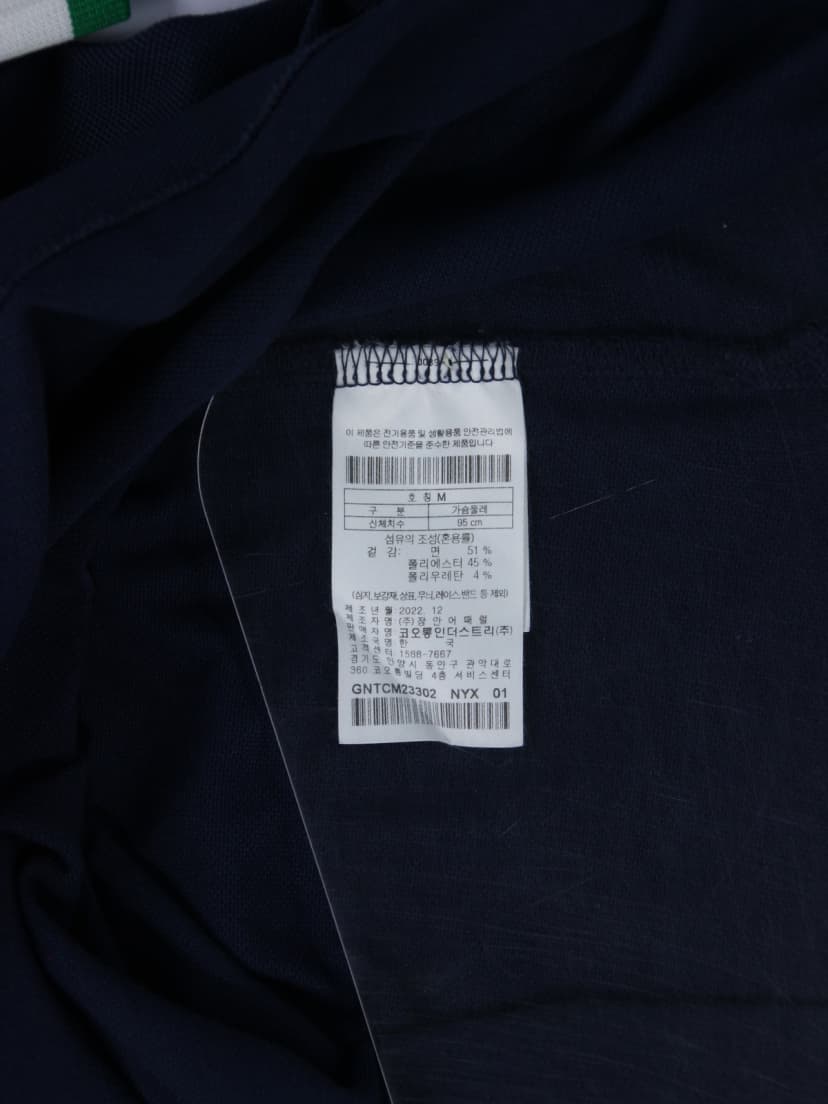 이 제품은 전기용품 및 생활용품 안전관리법에
따른 안전기준을 준수한 제품입니다
호 칭 M
구 분 가슴둘레
신체치수 95 cm
섬유의 조성(혼용률)
겉 감: 면 51 %
폴리에스터 45 %
폴리우레탄 4 %
(심지,보강재,상표,무늬,레이스,밴드 등 제외)
제조년월 2022. 12
제조자명 (주) 장 안 어 패 럴
판매자명 코오롱인더스트리(주)
제조국명 한 국
고객센터: 1588-7667
경기도 안양시 동안구 관악대로
360 코오롱빌딩 4층 서비스센터
GNTCM23302 NYX 01